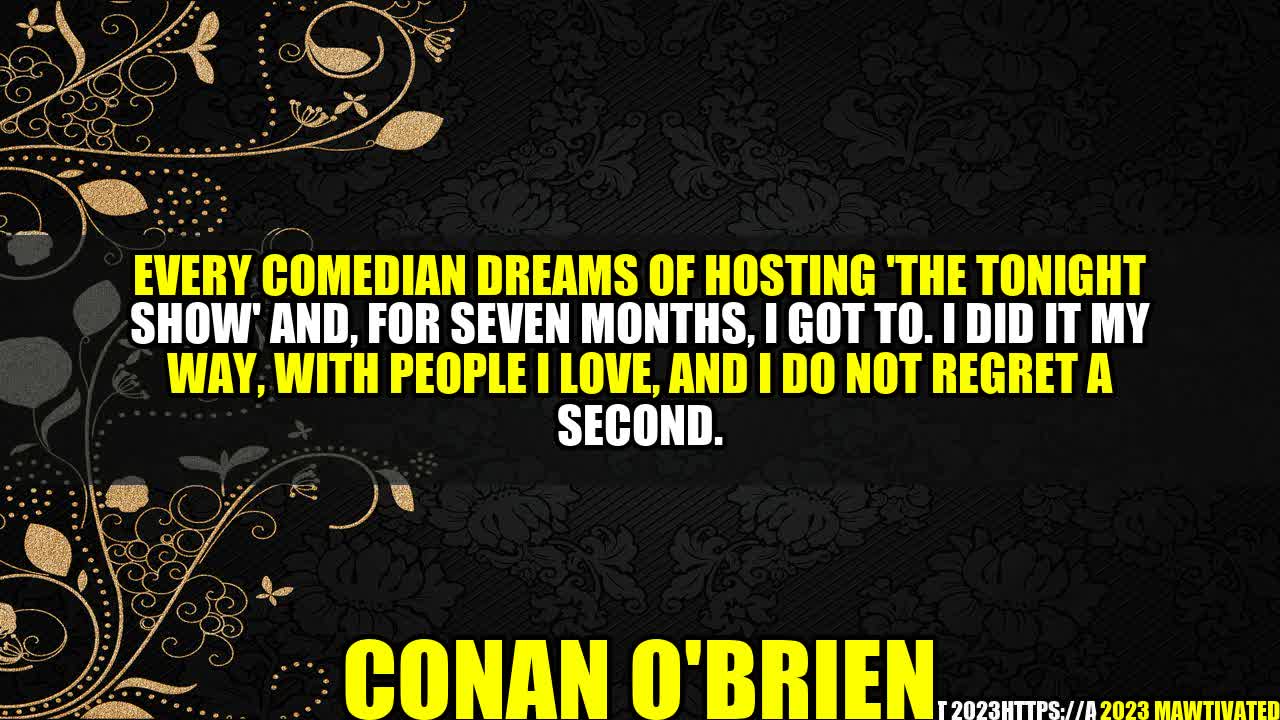 EVERY COMEDIAN DREAMS OF HOSTING 'THE TONIGHT
SHOW' AND, FOR SEVEN MONTHS, I GOT TO. I DID IT MY
WAY, WITH PEOPLE I LOVE, AND I DO NOT REGRET A
SECOND.
CONAN O'BRIEN
2023HTTPS://A 2023 MAWTIVATED